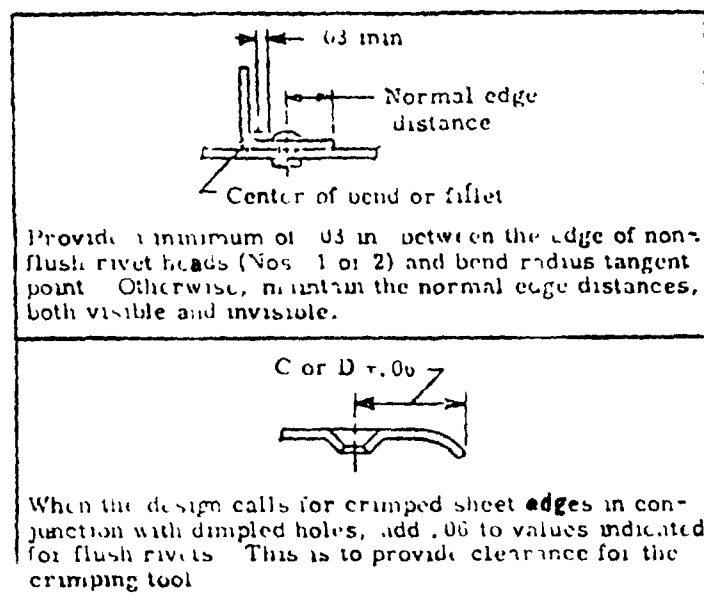 .03 min
Normal edge
distance
Center of bend or fillet
Provide a minimum of .03 in between the edge of non-
flush rivet heads (Nos 1 or 2) and bend radius tangent
point Otherwise, maintain the normal edge distances,
both visible and invisible.
C or D +.06
When the design calls for crimped sheet edges in con-
junction with dimpled holes, add .06 to values indicated
for flush rivets This is to provide clearance for the
crimping tool